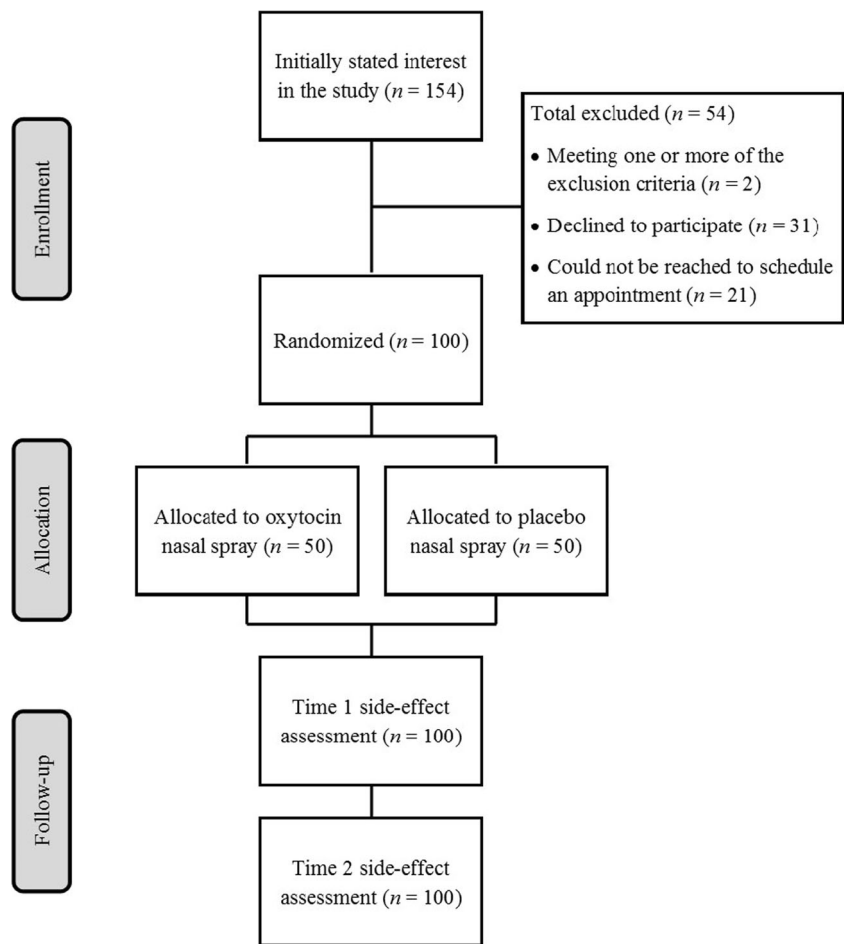 Initially stated interest
in the study (n = 154)
Enrollment
Total excluded (n = 54)
• Meeting one or more of the
exclusion criteria (n = 2)
• Declined to participate (n = 31)
• Could not be reached to schedule
an appointment (n = 21)
Randomized (n = 100)
Allocation
Allocated to oxytocin
nasal spray (n = 50)
Allocated to placebo
nasal spray (n = 50)
Follow-up
Time 1 side-effect
assessment (n = 100)
Time 2 side-effect
assessment (n = 100)